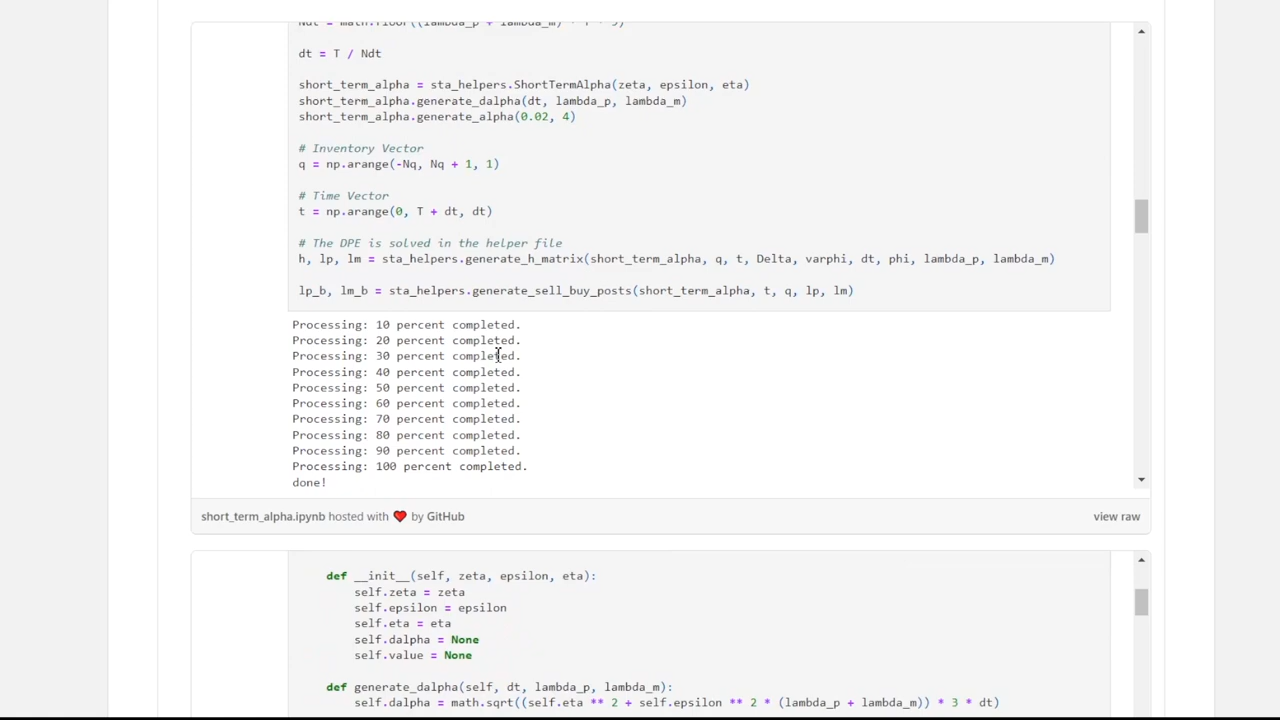 dt = T / Ndt
short_term_alpha = sta_helpers.ShortTermAlpha(zeta, epsilon, eta)
short_term_alpha.generate_dalpha(dt, lambda_p, lambda_m)
short_term_alpha.generate_alpha(0.02, 4)
# Inventory Vector
q = np.arange(-Nq, Nq + 1, 1)
# Time Vector
t = np.arange(0, T + dt, dt)
# The DPE is solved in the helper file
h, lp, lm = sta_helpers.generate_h_matrix(short_term_alpha, q, t, Delta, varphi, dt, phi, lambda_p, lambda_m)
lp_b, lm_b = sta_helpers.generate_sell_buy_posts(short_term_alpha, t, q, lp, lm)
Processing: 10 percent completed.
Processing: 20 percent completed.
Processing: 30 percent completed.
Processing: 40 percent completed.
Processing: 50 percent completed.
Processing: 60 percent completed.
Processing: 70 percent completed.
Processing: 80 percent completed.
Processing: 90 percent completed.
Processing: 100 percent completed.
done!
short_term_alpha.ipynb hosted with ❤ by GitHub
view raw
def __init__(self, zeta, epsilon, eta):
self.zeta = zeta
self.epsilon = epsilon
self.eta = eta
self.dalpha = None
self.value = None
def generate_dalpha(self, dt, lambda_p, lambda_m):
self.dalpha = math.sqrt((self.eta ** 2 + self.epsilon ** 2 * (lambda_p + lambda_m)) * 3 * dt)